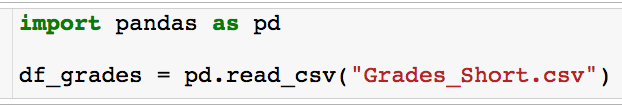 import pandas as pd
df_grades = pd.read_csv("Grades_Short.csv")